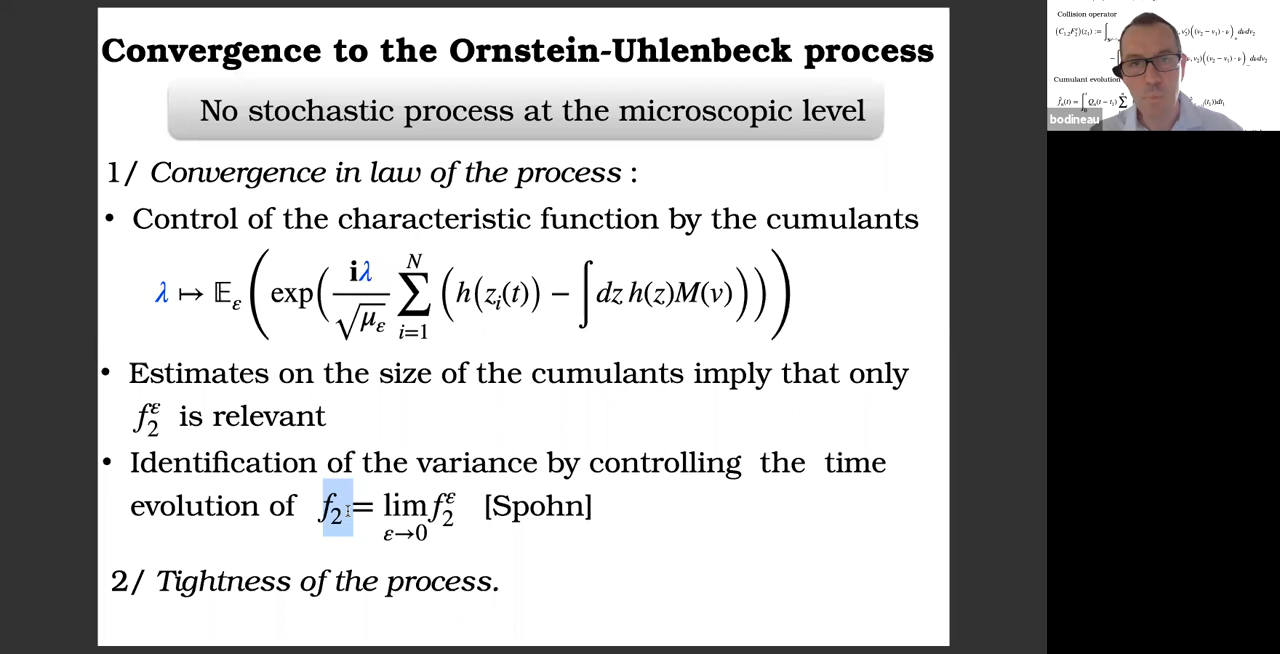 Convergence to the Ornstein-Uhlenbeck process
No stochastic process at the microscopic level
1/ Convergence in law of the process :
• Control of the characteristic function by the cumulants
λ ↦ 𝔼_ε ( exp( iλ/√μ_ε ∑_{i=1}^{N} ( h(z_i(t)) − ∫ dz h(z)M(v) ) ) )
• Estimates on the size of the cumulants imply that only
f_2^ε is relevant
• Identification of the variance by controlling the time
evolution of f_2 = lim_{ε→0} f_2^ε [Spohn]
2/ Tightness of the process.
Collision operator
Cumulant evolution
bodineau